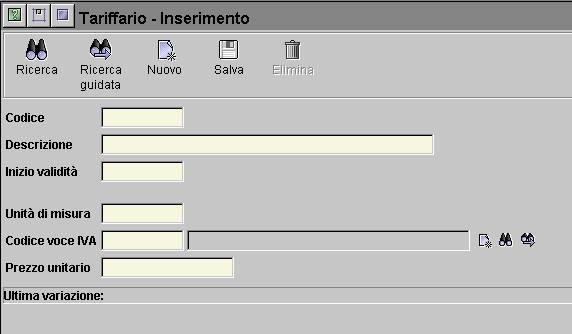 Tariffario - Inserimento
Ricerca Ricerca guidata Nuovo Salva Elimina
Codice
Descrizione
Inizio validità
Unità di misura
Codice voce IVA
Prezzo unitario
Ultima variazione: